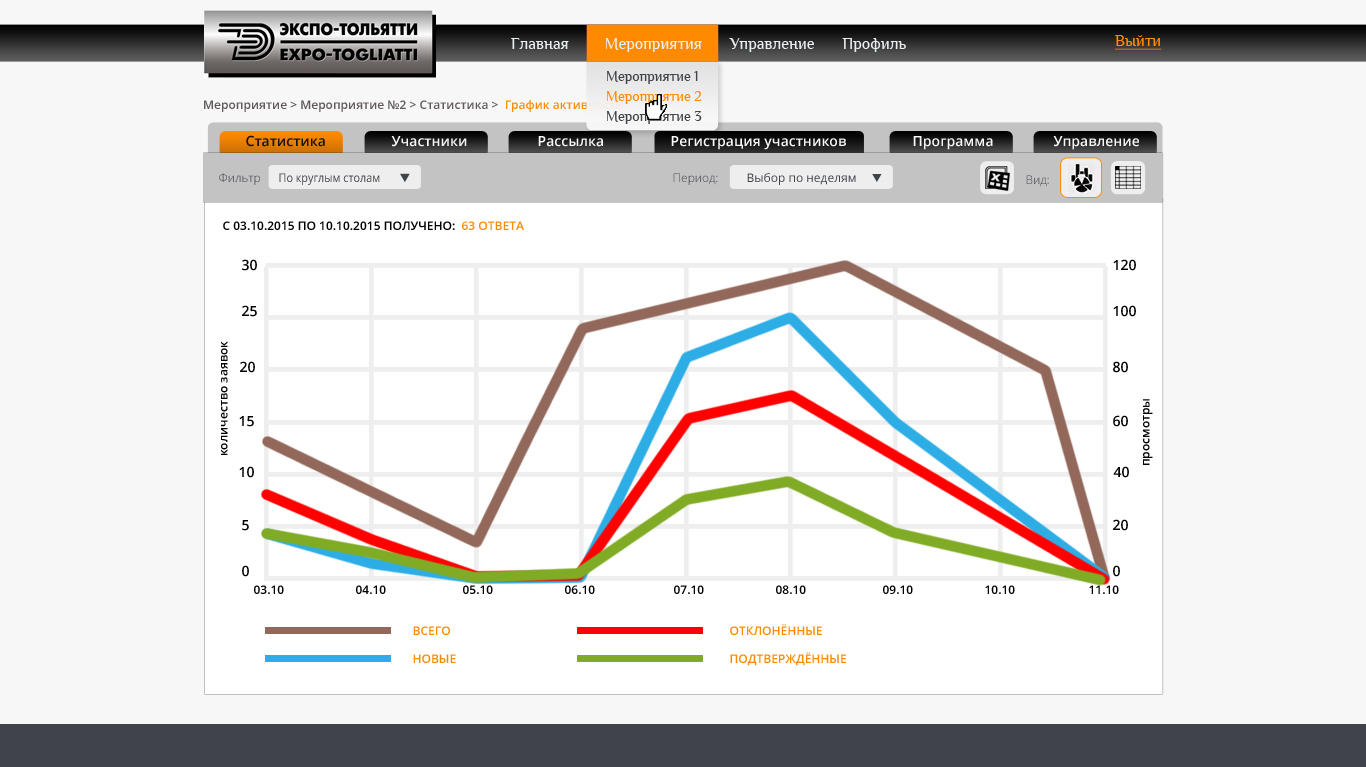 ЭКСПО-ТОЛЬЯТТИ
EXPO-TOGLIATTI
Главная Мероприятия Управление Профиль Выйти
Мероприятие 1
Мероприятие 2
Мероприятие 3
Мероприятие > Мероприятие №2 > Статистика > График актив
Статистика Участники Рассылка Регистрация участников Программа Управление
Фильтр По круглым столам ▼ Период: Выбор по неделям ▼ Вид:
С 03.10.2015 ПО 10.10.2015 ПОЛУЧЕНО: 63 ОТВЕТА
количество заявок
30
25
20
15
10
5
0
120
100
80
60
40
20
0
просмотры
03.10 04.10 05.10 06.10 07.10 08.10 09.10 10.10 11.10
ВСЕГО ОТКЛОНЁННЫЕ
НОВЫЕ ПОДТВЕРЖДЁННЫЕ